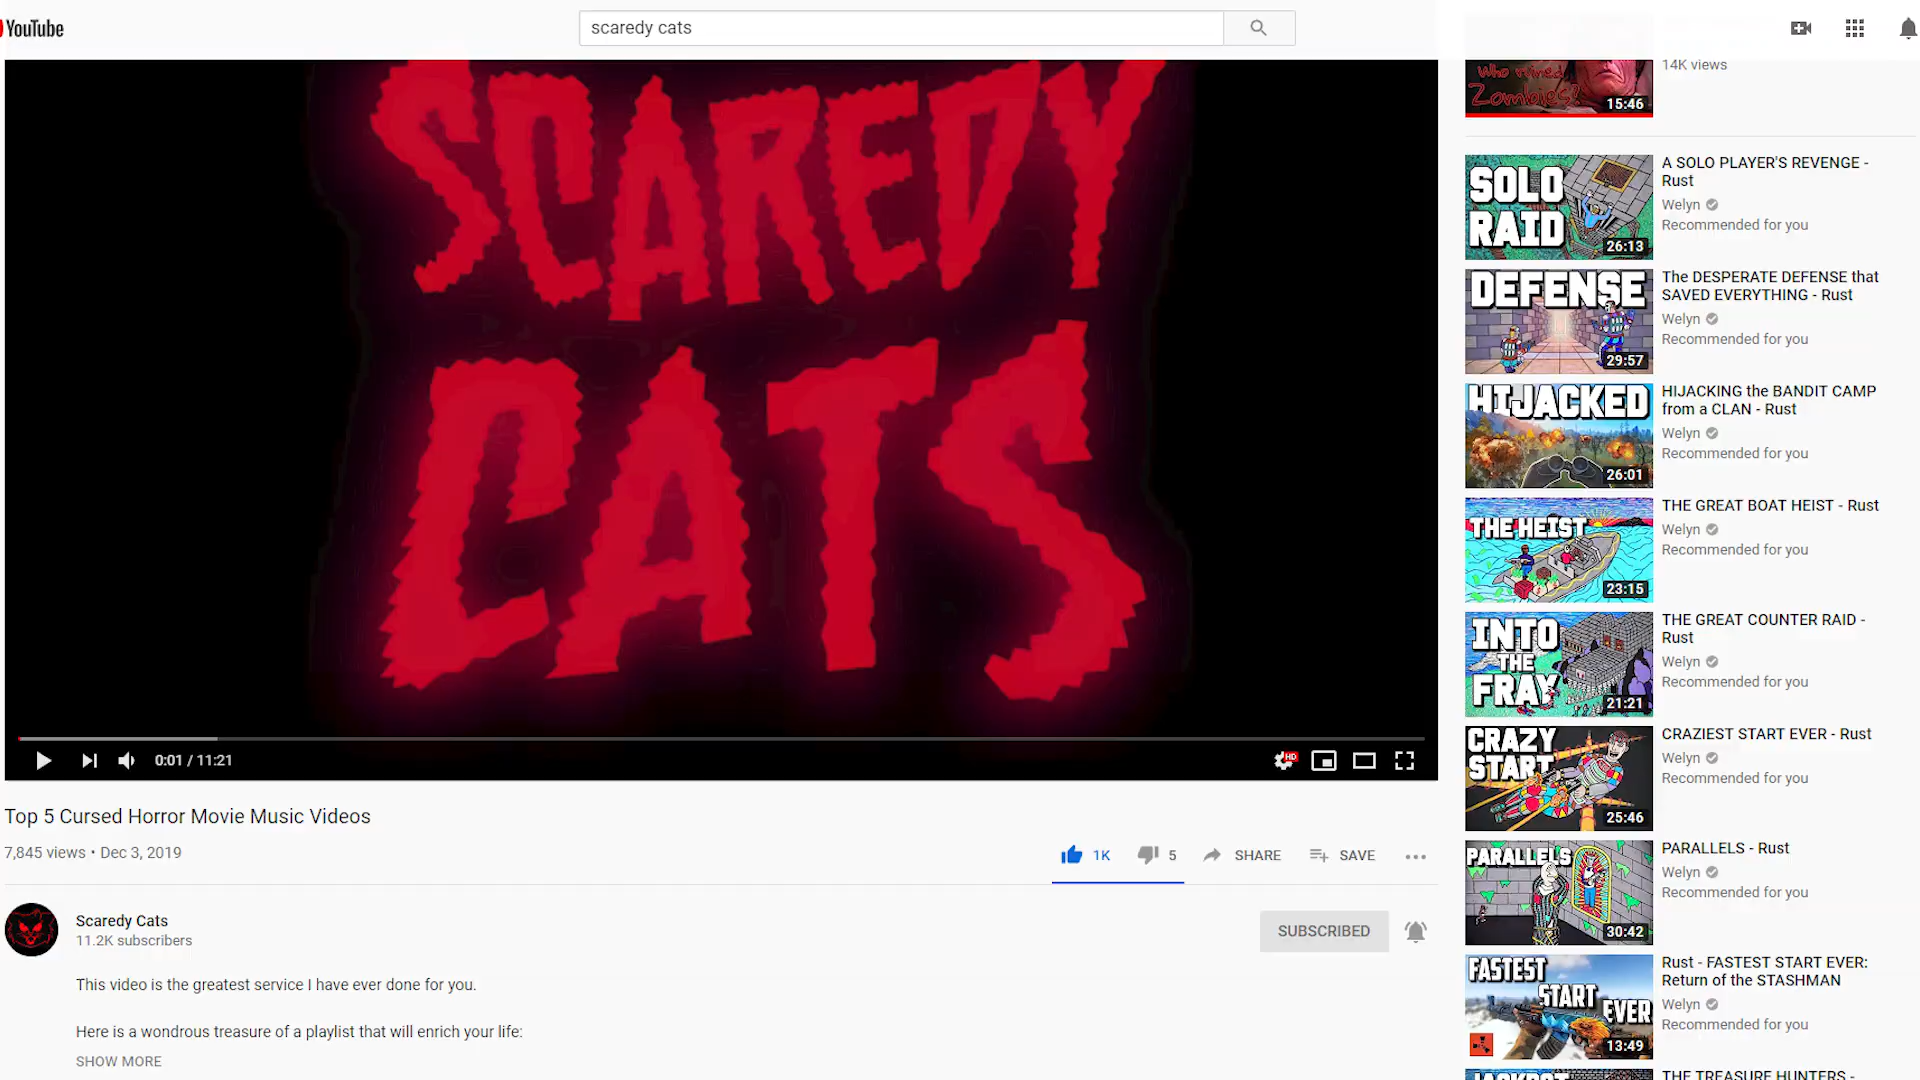 YouTube
scaredy cats
SCAREDY
CATS
0:01 / 11:21
HD
Top 5 Cursed Horror Movie Music Videos
7,845 views • Dec 3, 2019
1K
5
SHARE
SAVE
Scaredy Cats
11.2K subscribers
SUBSCRIBED
This video is the greatest service I have ever done for you.
Here is a wondrous treasure of a playlist that will enrich your life:
SHOW MORE
Who ruined
Zombies?
15:46
14K views
SOLO
RAID
26:13
A SOLO PLAYER'S REVENGE -
Rust
Welyn
Recommended for you
DEFENSE
29:57
The DESPERATE DEFENSE that
SAVED EVERYTHING - Rust
Welyn
Recommended for you
HIJACKED
26:01
HIJACKING the BANDIT CAMP
from a CLAN - Rust
Welyn
Recommended for you
THE HEIST
23:15
THE GREAT BOAT HEIST - Rust
Welyn
Recommended for you
INTO
THE
FRAY
21:21
THE GREAT COUNTER RAID -
Rust
Welyn
Recommended for you
CRAZY
START
25:46
CRAZIEST START EVER - Rust
Welyn
Recommended for you
PARALLELS
30:42
PARALLELS - Rust
Welyn
Recommended for you
FASTEST
START
EVER
13:49
Rust - FASTEST START EVER:
Return of the STASHMAN
Welyn
Recommended for you
JACKPOT
THE TREASURE HUNTERS -